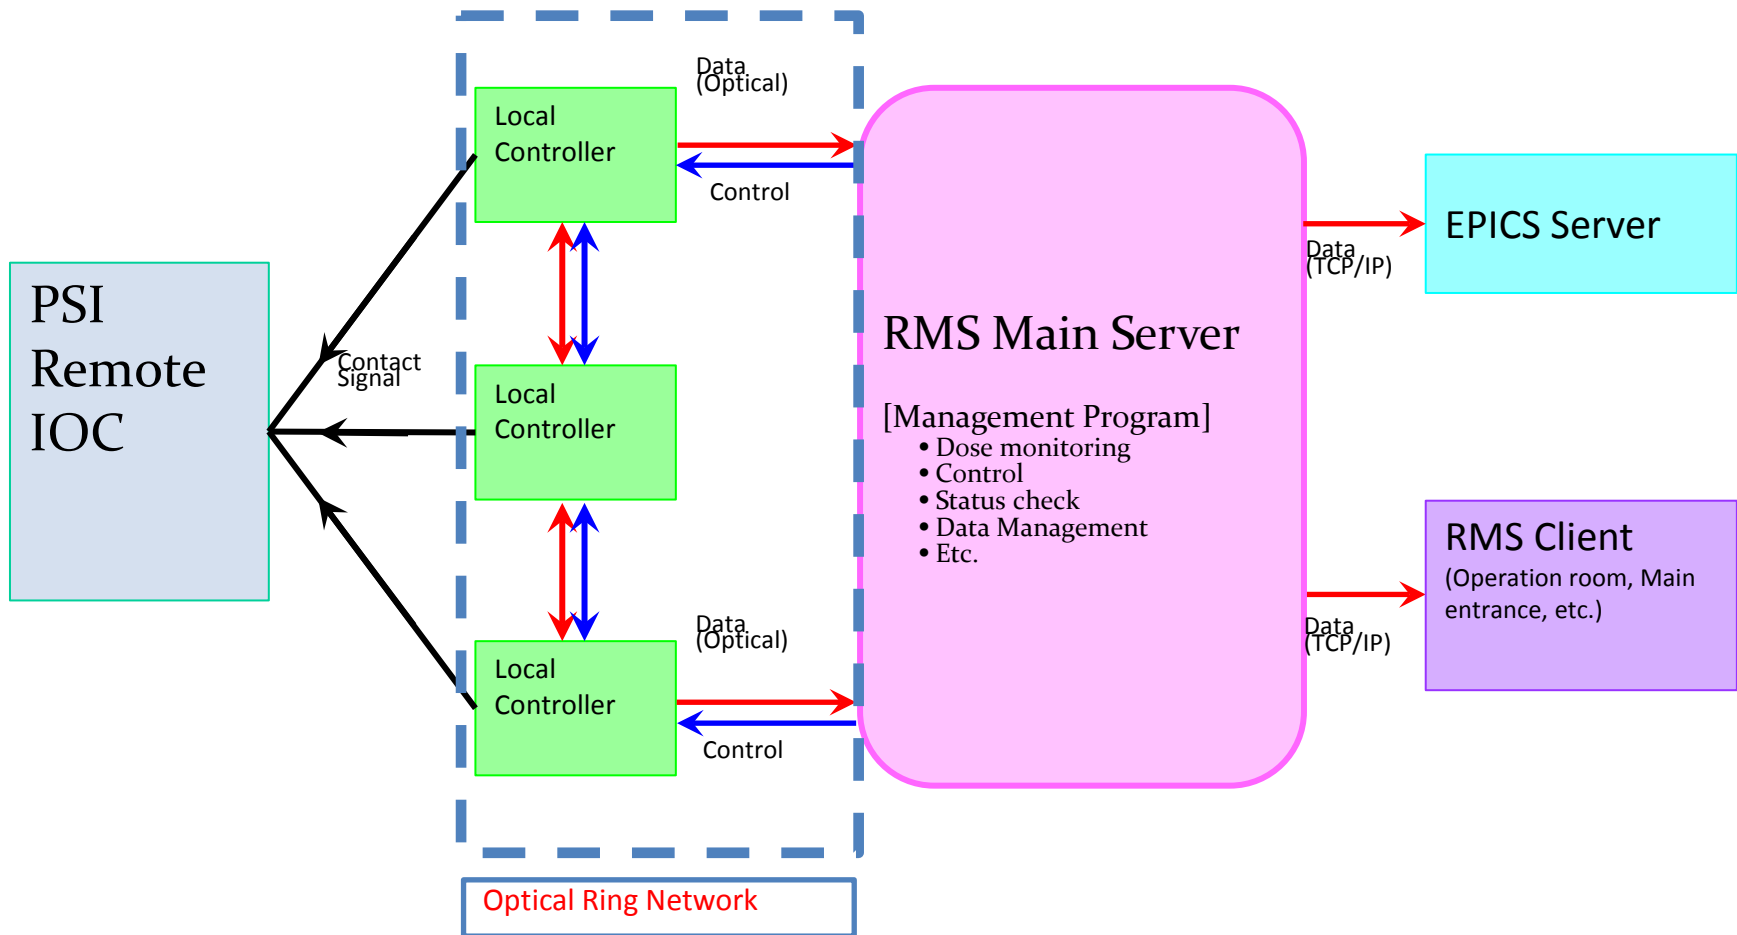 Data
(Optical)
Local
Controller
Control
PSI
Remote
IOC
Contact
Signal
Local
Controller
Local
Controller
Data
(Optical)
Control
RMS Main Server
[Management Program]
• Dose monitoring
• Control
• Status check
• Data Management
• Etc.
EPICS Server
Data
(TCP/IP)
RMS Client
(Operation room, Main
entrance, etc.)
Data
(TCP/IP)
Optical Ring Network